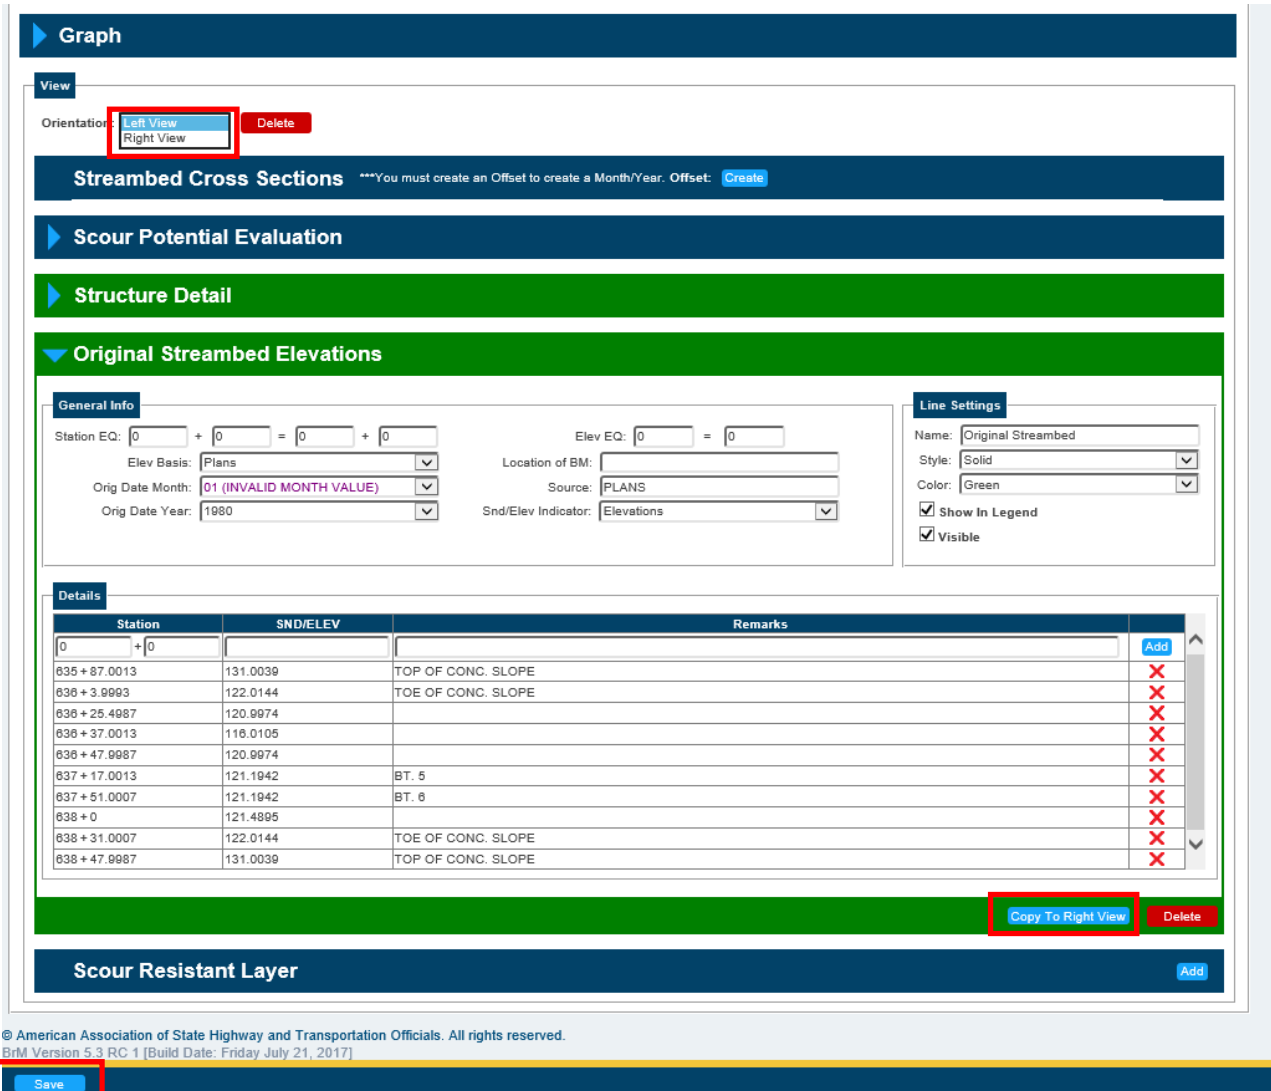 Graph
View
Orientation: Left View Delete
Right View
Streambed Cross Sections ***You must create an Offset to create a Month/Year. Offset: Create
Scour Potential Evaluation
Structure Detail
Original Streambed Elevations
General Info
Station EQ: 0 + 0 = 0 + 0 Elev EQ: 0 = 0
Elev Basis: Plans Location of BM:
Orig Date Month: 01 (INVALID MONTH VALUE) Source: PLANS
Orig Date Year: 1980 Snd/Elev Indicator: Elevations
Line Settings
Name: Original Streambed
Style: Solid
Color: Green
Show In Legend
Visible
Details
Station SND/ELEV Remarks
0 +0 Add
635 + 87.0013 131.0039 TOP OF CONC. SLOPE
636 + 3.9993 122.0144 TOE OF CONC. SLOPE
636 + 25.4987 120.9974
636 + 37.0013 116.0105
636 + 47.9987 120.9974
637 + 17.0013 121.1942 BT. 5
637 + 51.0007 121.1942 BT. 6
638 + 0 121.4895
638 + 31.0007 122.0144 TOE OF CONC. SLOPE
638 + 47.9987 131.0039 TOP OF CONC. SLOPE
Copy To Right View Delete
Scour Resistant Layer Add
© American Association of State Highway and Transportation Officials. All rights reserved.
BrM Version 5.3 RC 1 [Build Date: Friday July 21, 2017]
Save